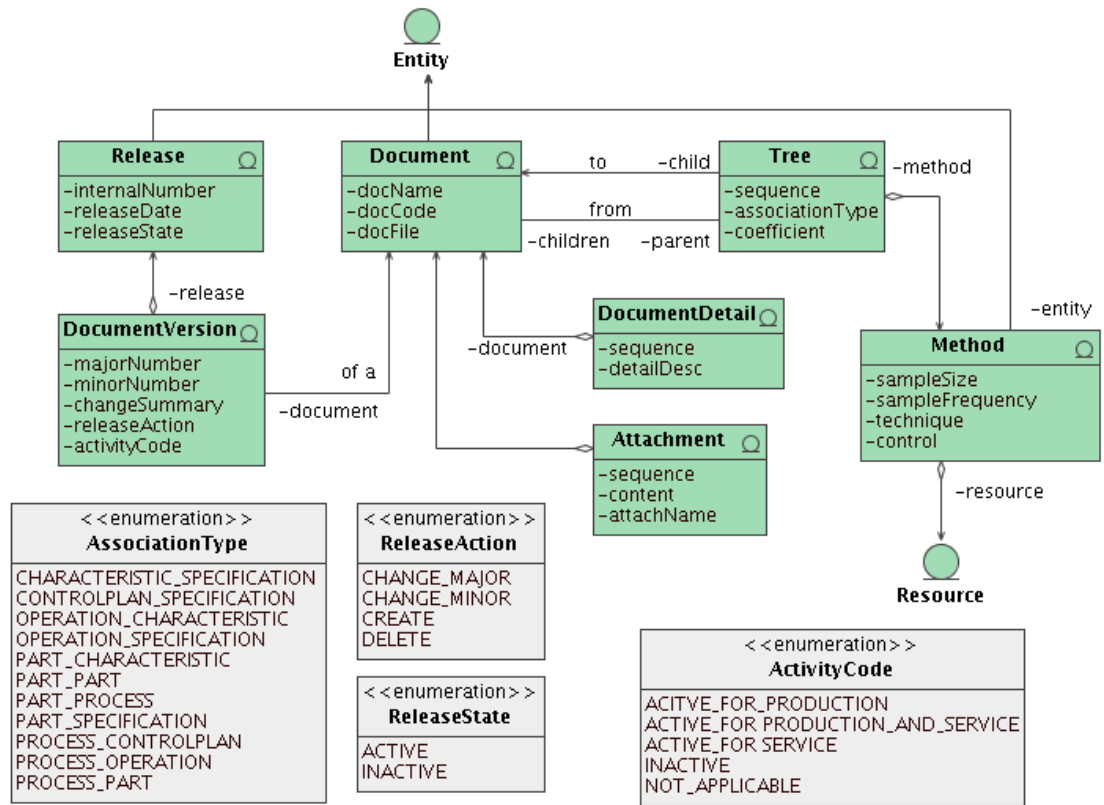 Entity
Release
-internalNumber
-releaseDate
-releaseState
Document
-docName
-docCode
-docFile
to
-child
from
-children
-parent
Tree
-sequence
-associationType
-coefficient
-method
-release
DocumentVersion
-majorNumber
-minorNumber
-changeSummary
-releaseAction
-activityCode
of a
-document
-document
DocumentDetail
-sequence
-detailDesc
-entity
Method
-sampleSize
-sampleFrequency
-technique
-control
Attachment
-sequence
-content
-attachName
-resource
Resource
<<enumeration>>
AssociationType
CHARACTERISTIC_SPECIFICATION
CONTROLPLAN_SPECIFICATION
OPERATION_CHARACTERISTIC
OPERATION_SPECIFICATION
PART_CHARACTERISTIC
PART_PART
PART_PROCESS
PART_SPECIFICATION
PROCESS_CONTROLPLAN
PROCESS_OPERATION
PROCESS_PART
<<enumeration>>
ReleaseAction
CHANGE_MAJOR
CHANGE_MINOR
CREATE
DELETE
<<enumeration>>
ReleaseState
ACTIVE
INACTIVE
<<enumeration>>
ActivityCode
ACITVE_FOR_PRODUCTION
ACTIVE_FOR PRODUCTION_AND_SERVICE
ACTIVE_FOR SERVICE
INACTIVE
NOT_APPLICABLE